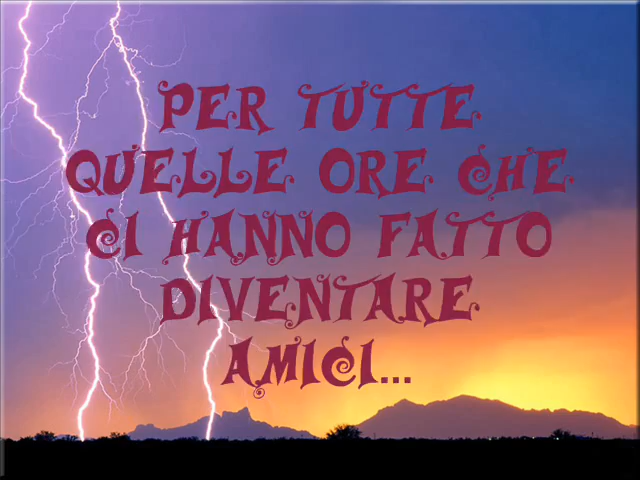 PER TUTTE
QUELLE ORE CHE
CI HANNO FATTO
DIVENTARE
AMICI...